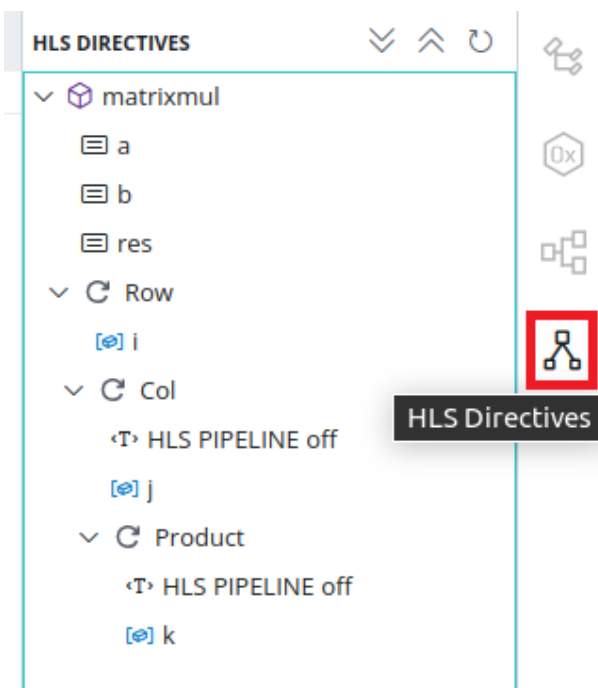 HLS DIRECTIVES
matrixmul
a
b
res
Row
i
Col
‹T› HLS PIPELINE off
j
Product
‹T› HLS PIPELINE off
k
0x
HLS Directives